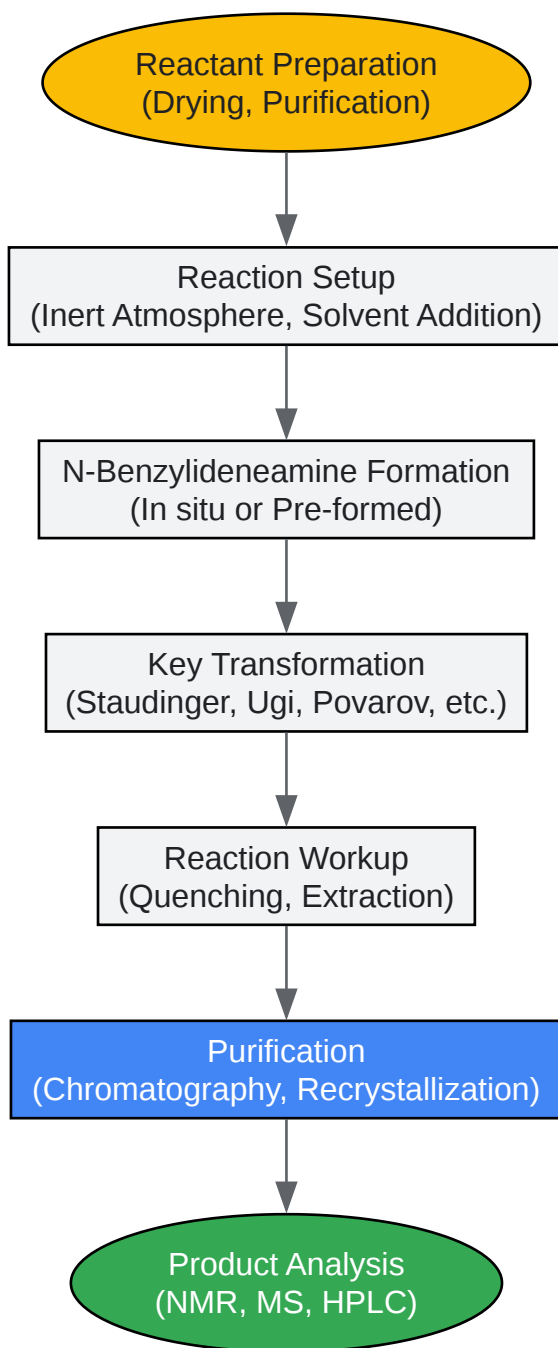 Reactant Preparation
(Drying, Purification)
Reaction Setup
(Inert Atmosphere, Solvent Addition)
N-Benzylideneamine Formation
(In situ or Pre-formed)
Key Transformation
(Staudinger, Ugi, Povarov, etc.)
Reaction Workup
(Quenching, Extraction)
Purification
(Chromatography, Recrystallization)
Product Analysis
(NMR, MS, HPLC)